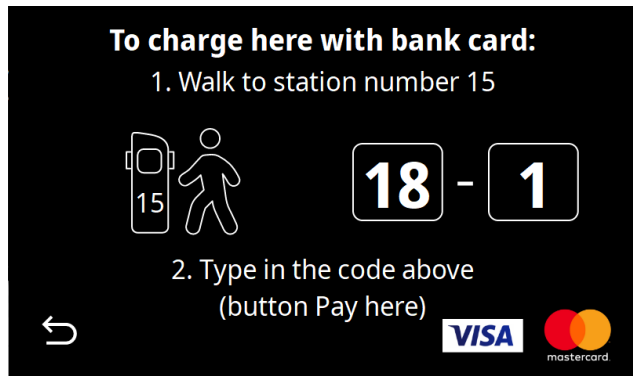 To charge here with bank card:
1. Walk to station number 15
15
18 - 1
2. Type in the code above
(button Pay here)
VISA
mastercard.